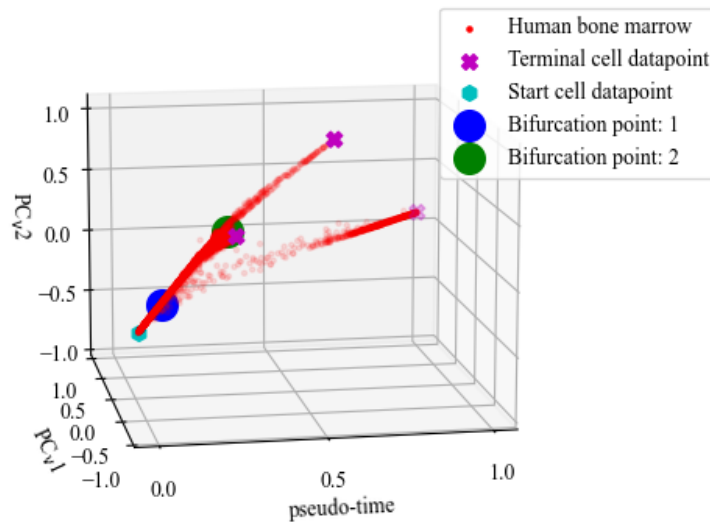 Human bone marrow
Terminal cell datapoint
Start cell datapoint
Bifurcation point: 1
Bifurcation point: 2
1.0
0.5
0.0
−0.5
−1.0
PCv2
1.0
0.5
0.0
−0.5
−1.0
PCv1
0.0
0.5
1.0
pseudo-time